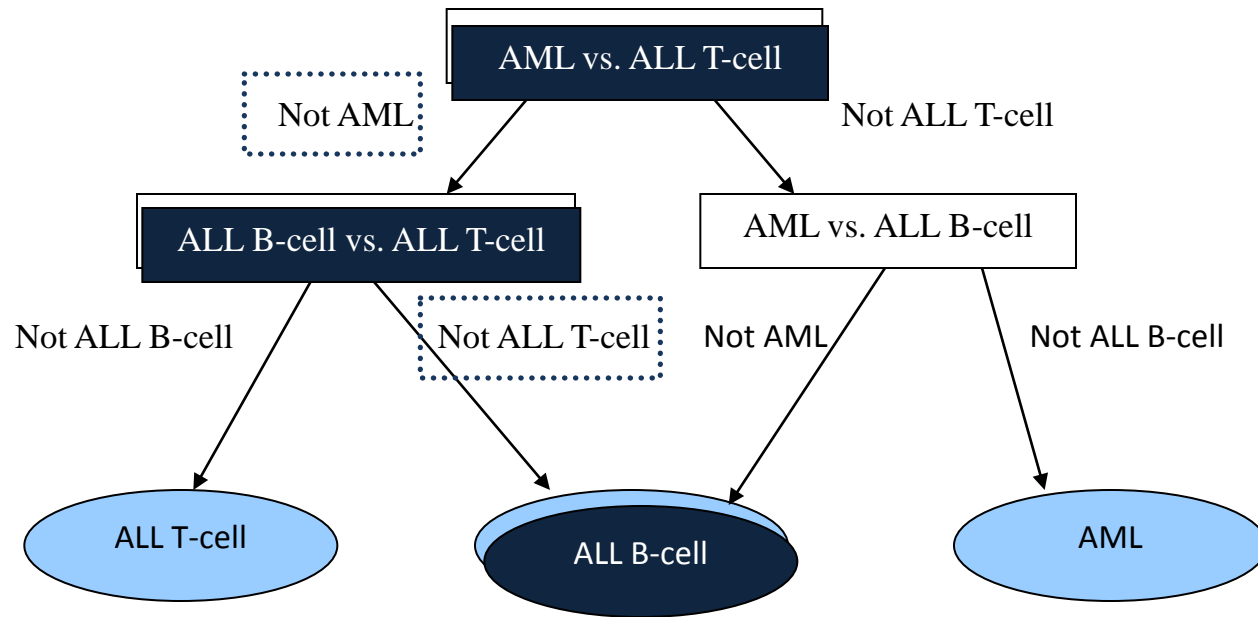 AML vs. ALL T-cell
Not AML
Not ALL T-cell
ALL B-cell vs. ALL T-cell
AML vs. ALL B-cell
Not ALL B-cell
Not ALL T-cell
Not AML
Not ALL B-cell
ALL T-cell
ALL B-cell
AML